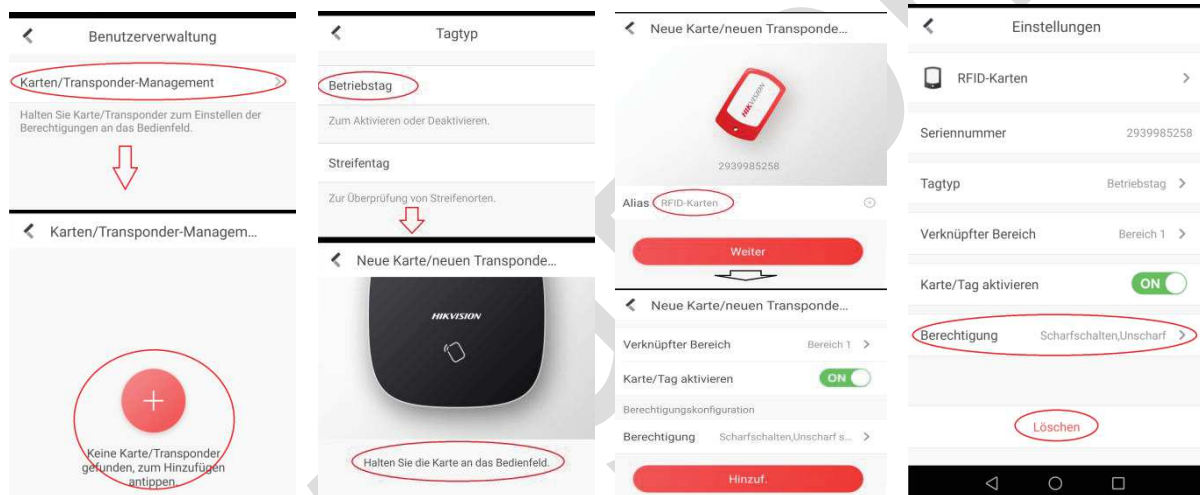 Benutzerverwaltung
Karten/Transponder-Management
Halten Sie Karte/Transponder zum Einstellen der
Berechtigungen an das Bedienfeld.
Karten/Transponder-Managem...
Keine Karte/Transponder
gefunden, zum Hinzufügen
antippen.
Tagtyp
Betriebstag
Zum Aktivieren oder Deaktivieren.
Streifentag
Zur Überprüfung von Streifenorten.
Neue Karte/neuen Transponde...
HIKVISION
Halten Sie die Karte an das Bedienfeld.
Neue Karte/neuen Transponde...
HIKVISION
2939985258
Alias RFID-Karten
Weiter
Neue Karte/neuen Transponde...
Verknüpfter Bereich Bereich 1
Karte/Tag aktivieren ON
Berechtigungskonfiguration
Berechtigung Scharfschalten,Unscharf s...
Hinzuf.
Einstellungen
RFID-Karten
Seriennummer 2939985258
Tagtyp Betriebstag
Verknüpfter Bereich Bereich 1
Karte/Tag aktivieren ON
Berechtigung Scharfschalten,Unscharf
Löschen